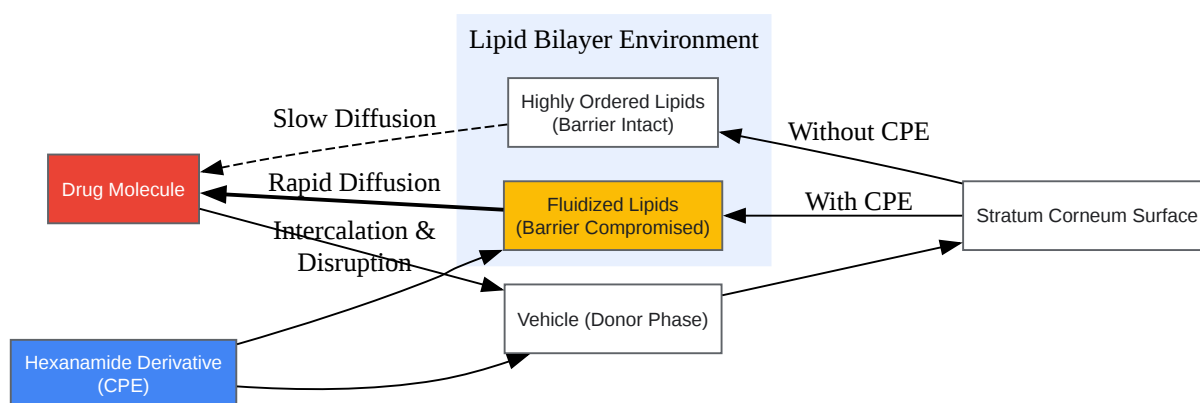 Lipid Bilayer Environment
Highly Ordered Lipids
(Barrier Intact)
Slow Diffusion
Without CPE
Drug Molecule
Rapid Diffusion
Fluidized Lipids
(Barrier Compromised)
With CPE
Stratum Corneum Surface
Intercalation &
Disruption
Vehicle (Donor Phase)
Hexanamide Derivative
(CPE)